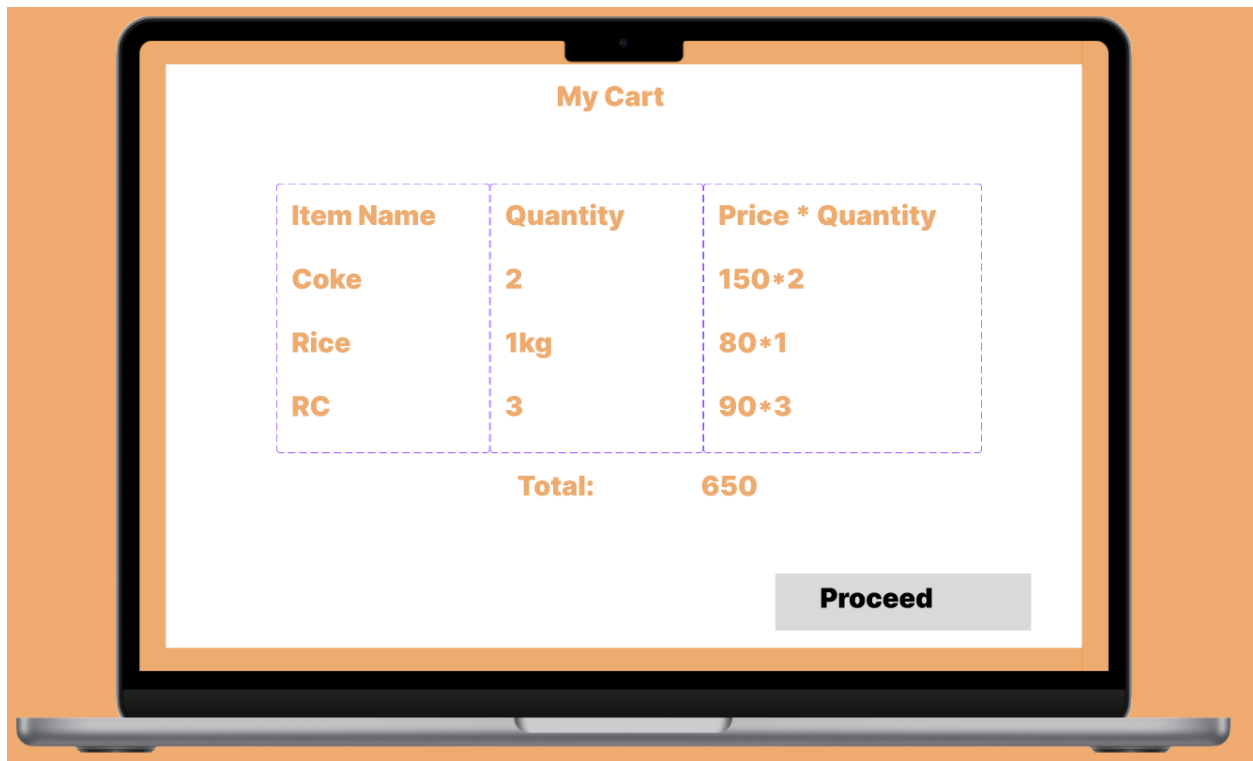 My Cart
Item Name Quantity Price * Quantity
Coke 2 150*2
Rice 1kg 80*1
RC 3 90*3
Total: 650
Proceed